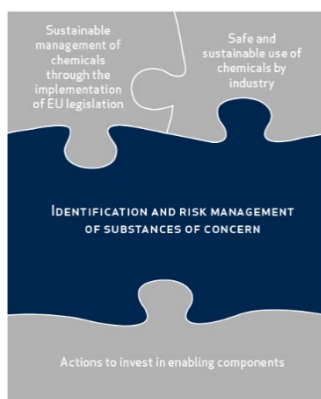 Sustainable
management of
chemicals
through the
implementation
of EU legislation
Safe and
sustainable use of
chemicals by
industry
IDENTIFICATION AND RISK MANAGEMENT
OF SUBSTANCES OF CONCERN
Actions to invest in enabling components